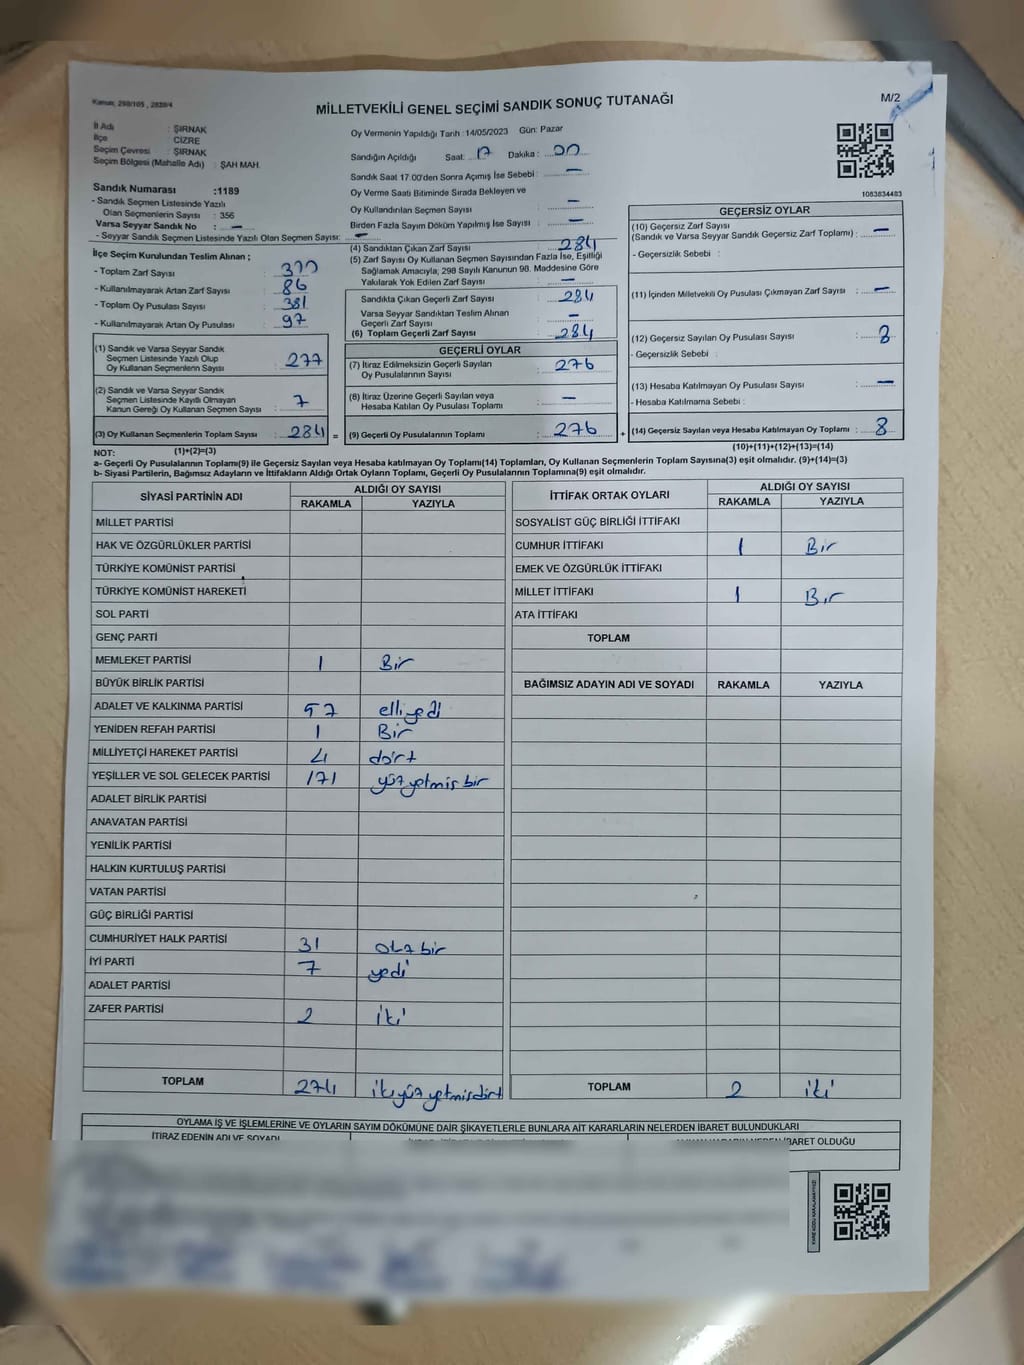 Kanun; 298/105 , 2839/4
MİLLETVEKİLİ GENEL SEÇİMİ SANDIK SONUÇ TUTANAĞI
M/2
İl Adı : ŞIRNAK
İlçe : CİZRE
Seçim Çevresi : ŞIRNAK
Seçim Bölgesi (Mahalle Adı) : ŞAH MAH.
Sandık Numarası :1189
- Sandık Seçmen Listesinde Yazılı
Olan Seçmenlerin Sayısı : 356
Varsa Seyyar Sandık No : —
- Seyyar Sandık Seçmen Listesinde Yazılı Olan Seçmen Sayısı: —
Oy Vermenin Yapıldığı Tarih :14/05/2023 Gün: Pazar
Sandığın Açıldığı Saat: 17 Dakika : 00
Sandık Saat 17.00'den Sonra Açılmış İse Sebebi : —
Oy Verme Saati Bitiminde Sırada Bekleyen ve
Oy Kullandırılan Seçmen Sayısı —
Birden Fazla Sayım Döküm Yapılmış İse Sayısı : —
1083834483
İlçe Seçim Kurulundan Teslim Alınan ;
- Toplam Zarf Sayısı : 370
- Kullanılmayarak Artan Zarf Sayısı : 86
- Toplam Oy Pusulası Sayısı : 381
- Kullanılmayarak Artan Oy Pusulası : 97
(1) Sandık ve Varsa Seyyar Sandık
Seçmen Listesinde Yazılı Olup
Oy Kullanan Seçmenlerin Sayısı : 277
(2) Sandık ve Varsa Seyyar Sandık
Seçmen Listesinde Kayıtlı Olmayan
Kanun Gereği Oy Kullanan Seçmen Sayısı : 7
(3) Oy Kullanan Seçmenlerin Toplam Sayısı : 284 =
(4) Sandıktan Çıkan Zarf Sayısı : 284
(5) Zarf Sayısı Oy Kullanan Seçmen Sayısından Fazla İse, Eşitliği
Sağlamak Amacıyla, 298 Sayılı Kanunun 98. Maddesine Göre
Yakılarak Yok Edilen Zarf Sayısı : —
Sandıkta Çıkan Geçerli Zarf Sayısı : 284
Varsa Seyyar Sandıktan Teslim Alınan
Geçerli Zarf Sayısı : —
(6) Toplam Geçerli Zarf Sayısı : 284
GEÇERLİ OYLAR
(7) İtiraz Edilmeksizin Geçerli Sayılan
Oy Pusulalarının Sayısı : 276
(8) İtiraz Üzerine Geçerli Sayılan veya
Hesaba Katılan Oy Pusulası Toplamı : —
(9) Geçerli Oy Pusulalarının Toplamı : 276 +
GEÇERSİZ OYLAR
(10) Geçersiz Zarf Sayısı
(Sandık ve Varsa Seyyar Sandık Geçersiz Zarf Toplamı) : —
- Geçersizlik Sebebi :
(11) İçinden Milletvekili Oy Pusulası Çıkmayan Zarf Sayısı : —
(12) Geçersiz Sayılan Oy Pusulası Sayısı : 8
- Geçersizlik Sebebi :
(13) Hesaba Katılmayan Oy Pusulası Sayısı : —
- Hesaba Katılmama Sebebi :
(14) Geçersiz Sayılan veya Hesaba Katılmayan Oy Toplamı : 8
NOT: (1)+(2)=(3)
(10)+(11)+(12)+(13)=(14)
a- Geçerli Oy Pusulalarının Toplamı(9) ile Geçersiz Sayılan veya Hesaba katılmayan Oy Toplamı(14) Toplamları, Oy Kullanan Seçmenlerin Toplam Sayısına(3) eşit olmalıdır. (9)+(14)=(3)
b- Siyasi Partilerin, Bağımsız Adayların ve İttifakların Aldığı Ortak Oyların Toplamı, Geçerli Oy Pusulalarının Toplamına(9) eşit olmalıdır.
SİYASİ PARTİNİN ADI ALDIĞI OY SAYISI
RAKAMLA YAZIYLA
MİLLET PARTİSİ
HAK VE ÖZGÜRLÜKLER PARTİSİ
TÜRKİYE KOMÜNİST PARTİSİ
TÜRKİYE KOMÜNİST HAREKETİ
SOL PARTİ
GENÇ PARTİ
MEMLEKET PARTİSİ 1 Bir
BÜYÜK BİRLİK PARTİSİ
ADALET VE KALKINMA PARTİSİ 57 elli yedi
YENİDEN REFAH PARTİSİ 1 Bir
MİLLİYETÇİ HAREKET PARTİSİ 4 dört
YEŞİLLER VE SOL GELECEK PARTİSİ 171 yüz yetmiş bir
ADALET BİRLİK PARTİSİ
ANAVATAN PARTİSİ
YENİLİK PARTİSİ
HALKIN KURTULUŞ PARTİSİ
VATAN PARTİSİ
GÜÇ BİRLİĞİ PARTİSİ
CUMHURİYET HALK PARTİSİ 31 otuz bir
İYİ PARTİ 7 yedi
ADALET PARTİSİ
ZAFER PARTİSİ 2 iki
TOPLAM 274 ikiyüz yetmişdört
İTTİFAK ORTAK OYLARI ALDIĞI OY SAYISI
RAKAMLA YAZIYLA
SOSYALİST GÜÇ BİRLİĞİ İTTİFAKI
CUMHUR İTTİFAKI 1 Bir
EMEK VE ÖZGÜRLÜK İTTİFAKI
MİLLET İTTİFAKI 1 Bir
ATA İTTİFAKI
TOPLAM
BAĞIMSIZ ADAYIN ADI VE SOYADI RAKAMLA YAZIYLA
TOPLAM 2 iki
OYLAMA İŞ VE İŞLEMLERİNE VE OYLARIN SAYIM DÖKÜMÜNE DAİR ŞİKAYETLERLE BUNLARA AİT KARARLARIN NELERDEN İBARET BULUNDUKLARI
İTİRAZ EDENİN ADI VE SOYADI
İBARET OLDUĞU